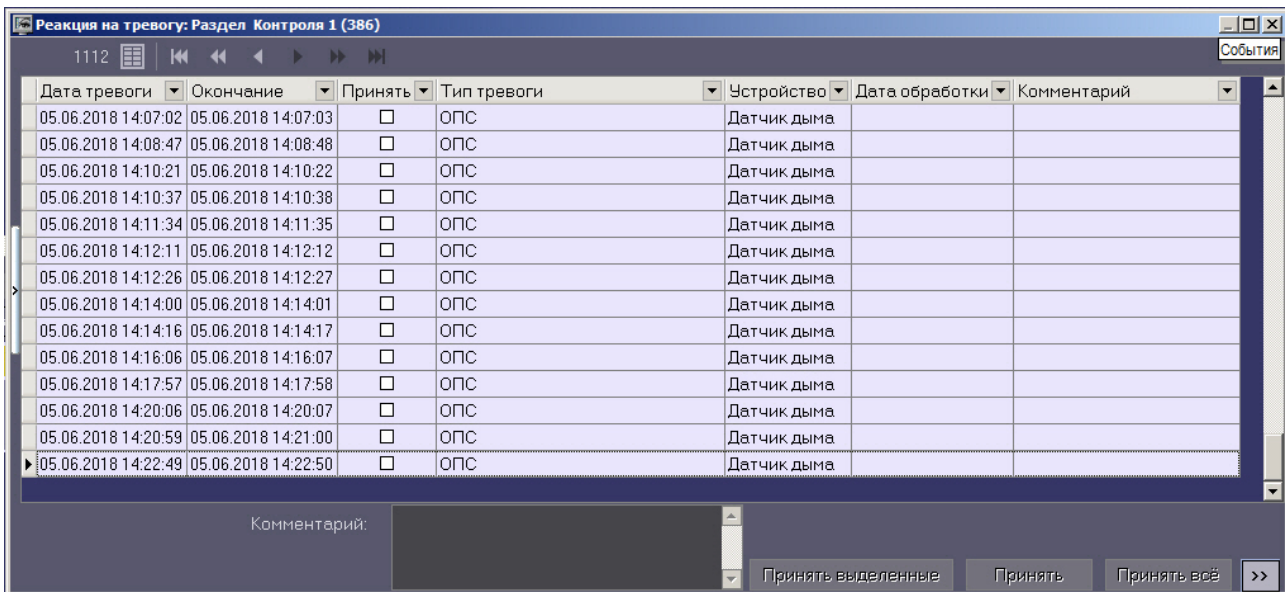 Реакция на тревогу: Раздел Контроля 1 (386)
События
1112
Дата тревоги Окончание Принять Тип тревоги Устройство Дата обработки Комментарий
05.06.2018 14:07:02 05.06.2018 14:07:03 ОПС Датчик дыма
05.06.2018 14:08:47 05.06.2018 14:08:48 ОПС Датчик дыма
05.06.2018 14:10:21 05.06.2018 14:10:22 ОПС Датчик дыма
05.06.2018 14:10:37 05.06.2018 14:10:38 ОПС Датчик дыма
05.06.2018 14:11:34 05.06.2018 14:11:35 ОПС Датчик дыма
05.06.2018 14:12:11 05.06.2018 14:12:12 ОПС Датчик дыма
05.06.2018 14:12:26 05.06.2018 14:12:27 ОПС Датчик дыма
05.06.2018 14:14:00 05.06.2018 14:14:01 ОПС Датчик дыма
05.06.2018 14:14:16 05.06.2018 14:14:17 ОПС Датчик дыма
05.06.2018 14:16:06 05.06.2018 14:16:07 ОПС Датчик дыма
05.06.2018 14:17:57 05.06.2018 14:17:58 ОПС Датчик дыма
05.06.2018 14:20:06 05.06.2018 14:20:07 ОПС Датчик дыма
05.06.2018 14:20:59 05.06.2018 14:21:00 ОПС Датчик дыма
05.06.2018 14:22:49 05.06.2018 14:22:50 ОПС Датчик дыма
Комментарий:
Принять выделенные Принять Принять всё >>